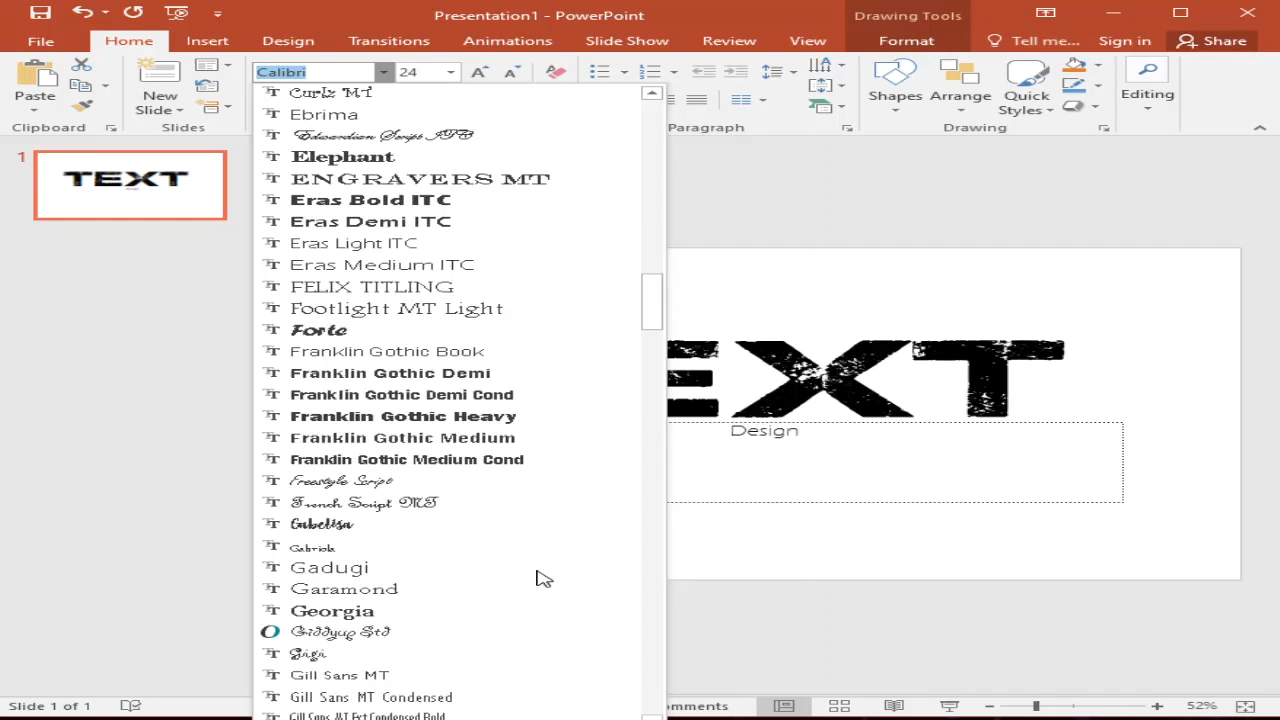 Presentation1 - PowerPoint
Drawing Tools
File Home Insert Design Transitions Animations Slide Show Review View Format Tell me... Sign in Share
Calibri 24
Paste New Slide Shapes Arrange Quick Styles Editing
Clipboard Slides Paragraph Drawing
1
TEXT
Curlz MT
Ebrima
Edwardian Script ITC
Elephant
ENGRAVERS MT
Eras Bold ITC
Eras Demi ITC
Eras Light ITC
Eras Medium ITC
FELIX TITLING
Footlight MT Light
Forte
Franklin Gothic Book
Franklin Gothic Demi
Franklin Gothic Demi Cond
Franklin Gothic Heavy
Franklin Gothic Medium
Franklin Gothic Medium Cond
Freestyle Script
French Script MT
Gabriola
Gadugi
Garamond
Georgia
Giddyup Std
Gigi
Gill Sans MT
Gill Sans MT Condensed
Gill Sans MT Ext Condensed Bold
EXT
Design
Slide 1 of 1
omments
52%